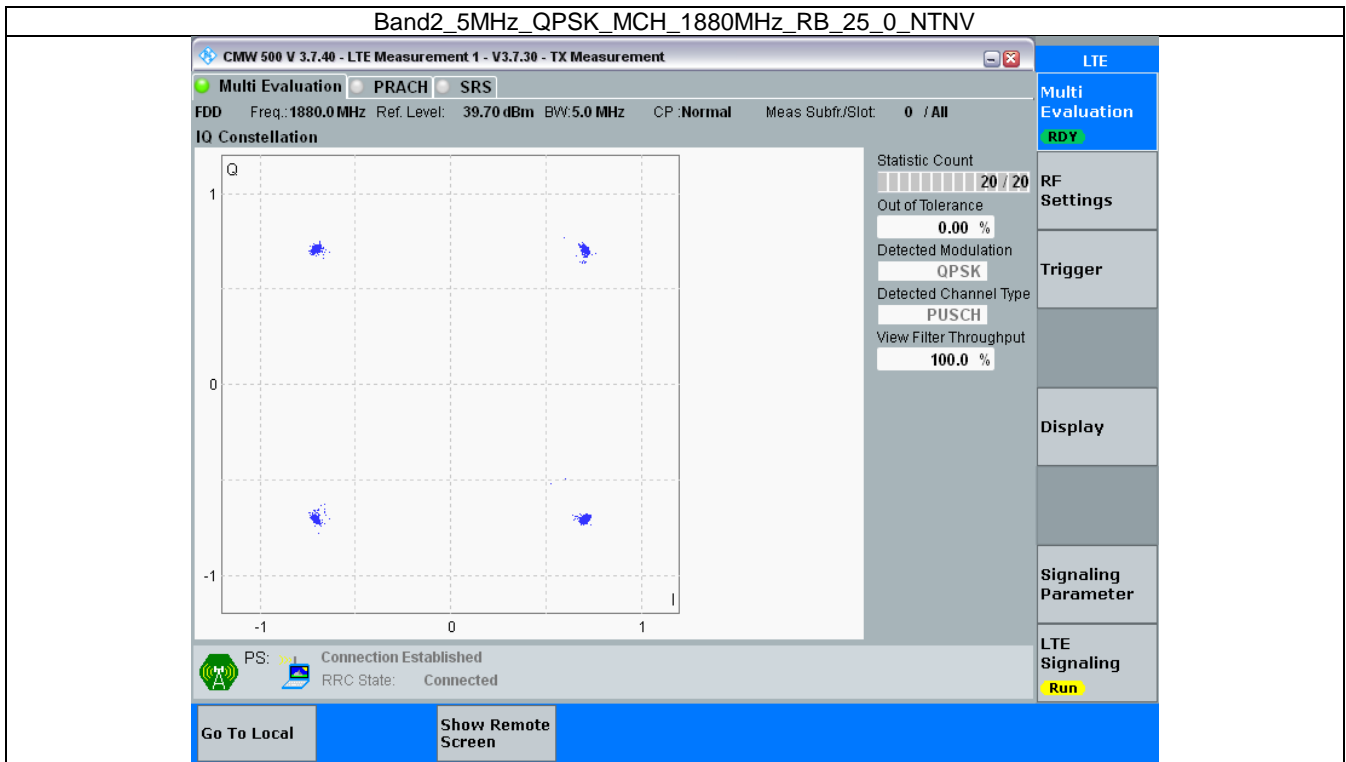 Band2_5MHz_QPSK_MCH_1880MHz_RB_25_0_NTNV
CMW 500 V 3.7.40 - LTE Measurement 1 - V3.7.30 - TX Measurement
LTE
Multi Evaluation PRACH SRS
FDD Freq.:1880.0 MHz Ref. Level: 39.70 dBm BW:5.0 MHz CP :Normal Meas Subfr./Slot: 0 / All
IQ Constellation
Q
1
0
-1
I
-1 0 1
Statistic Count
20 / 20
Out of Tolerance
0.00 %
Detected Modulation
QPSK
Detected Channel Type
PUSCH
View Filter Throughput
100.0 %
Multi
Evaluation
RDY
RF
Settings
Trigger
Display
Signaling
Parameter
LTE
Signaling
Run
PS: Connection Established
RRC State: Connected
Go To Local
Show Remote
Screen